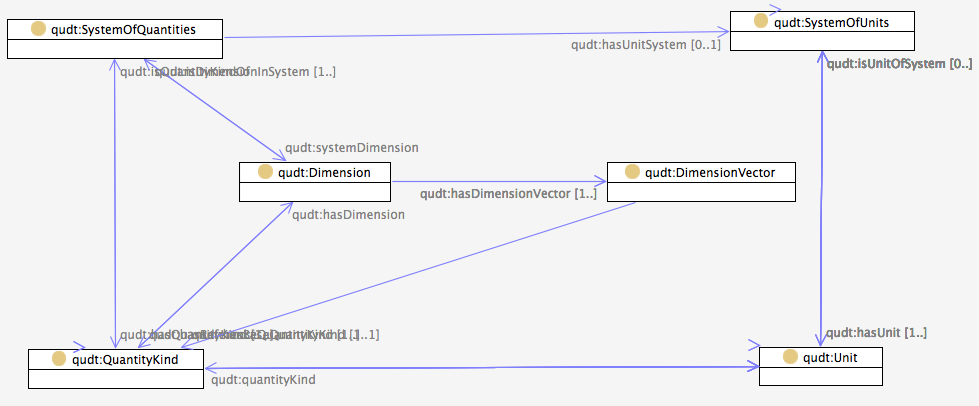 qudt:SystemOfQuantities
qudt:SystemOfUnits
qudt:hasUnitSystem [0..1]
qudt:isUnitOfSystem [0..]
[1..]
qudt:systemDimension
qudt:Dimension
qudt:DimensionVector
qudt:hasDimensionVector [1..]
qudt:hasDimension
qudt:hasUnit [1..]
qudt:QuantityKind
qudt:Unit
qudt:quantityKind